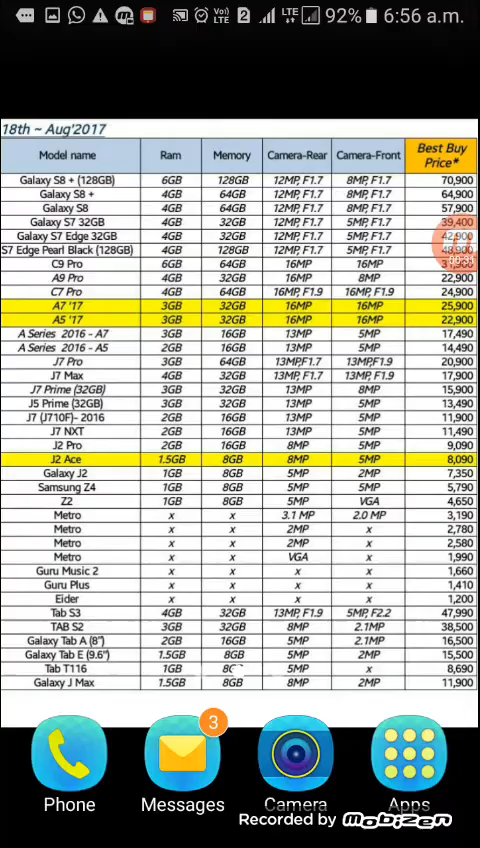 Vo)) LTE 2 LTE 92% 6:56 a.m.
18th ~ Aug'2017
Model name Ram Memory Camera-Rear Camera-Front Best Buy Price*
Galaxy S8 + (128GB) 6GB 128GB 12MP, F1.7 8MP, F1.7 70,900
Galaxy S8 + 4GB 64GB 12MP, F1.7 8MP, F1.7 64,900
Galaxy S8 4GB 64GB 12MP, F1.7 8MP, F1.7 57,900
Galaxy S7 32GB 4GB 32GB 12MP, F1.7 5MP, F1.7 39,400
Galaxy S7 Edge 32GB 4GB 32GB 12MP, F1.7 5MP, F1.7 42,900
S7 Edge Pearl Black (128GB) 4GB 128GB 12MP, F1.7 5MP, F1.7 48,900
C9 Pro 6GB 64GB 16MP 16MP
00:31
A9 Pro 4GB 32GB 16MP 8MP 22,900
C7 Pro 4GB 64GB 16MP, F1.9 16MP, F1.9 24,900
A7 '17 3GB 32GB 16MP 16MP 25,900
A5 '17 3GB 32GB 16MP 16MP 22,900
A Series 2016 - A7 3GB 16GB 13MP 5MP 17,490
A Series 2016 - A5 2GB 16GB 13MP 5MP 14,490
J7 Pro 3GB 64GB 13MP,F1.7 13MP,F1.9 20,900
J7 Max 4GB 32GB 13MP, F1.7 13MP, F1.9 17,900
J7 Prime (32GB) 3GB 32GB 13MP 8MP 15,900
J5 Prime (32GB) 3GB 32GB 13MP 5MP 13,490
J7 (J710F)- 2016 2GB 16GB 13MP 5MP 11,900
J7 NXT 2GB 16GB 13MP 5MP 11,490
J2 Pro 2GB 16GB 8MP 5MP 9,090
J2 Ace 1.5GB 8GB 8MP 5MP 8,090
Galaxy J2 1GB 8GB 5MP 2MP 7,350
Samsung Z4 1GB 8GB 5MP 5MP 5,790
Z2 1GB 8GB 5MP VGA 4,650
Metro x x 3.1 MP 2.0 MP 3,190
Metro x x 2MP x 2,780
Metro x x 2MP x 2,580
Metro x x VGA x 1,990
Guru Music 2 x x x x 1,660
Guru Plus x x x x 1,410
Eider x x x x 1,200
Tab S3 4GB 32GB 13MP, F1.9 5MP, F2.2 47,990
TAB S2 3GB 32GB 8MP 2.1MP 38,500
Galaxy Tab A (8") 2GB 16GB 5MP 2.1MP 16,500
Galaxy Tab E (9.6") 1.5GB 8GB 5MP 2MP 15,500
Tab T116 1GB 5MP x 8,690
Galaxy J Max 1.5GB 8GB 8MP 2MP 11,900
3
Phone Messages Camera Apps
Recorded by Mobizen